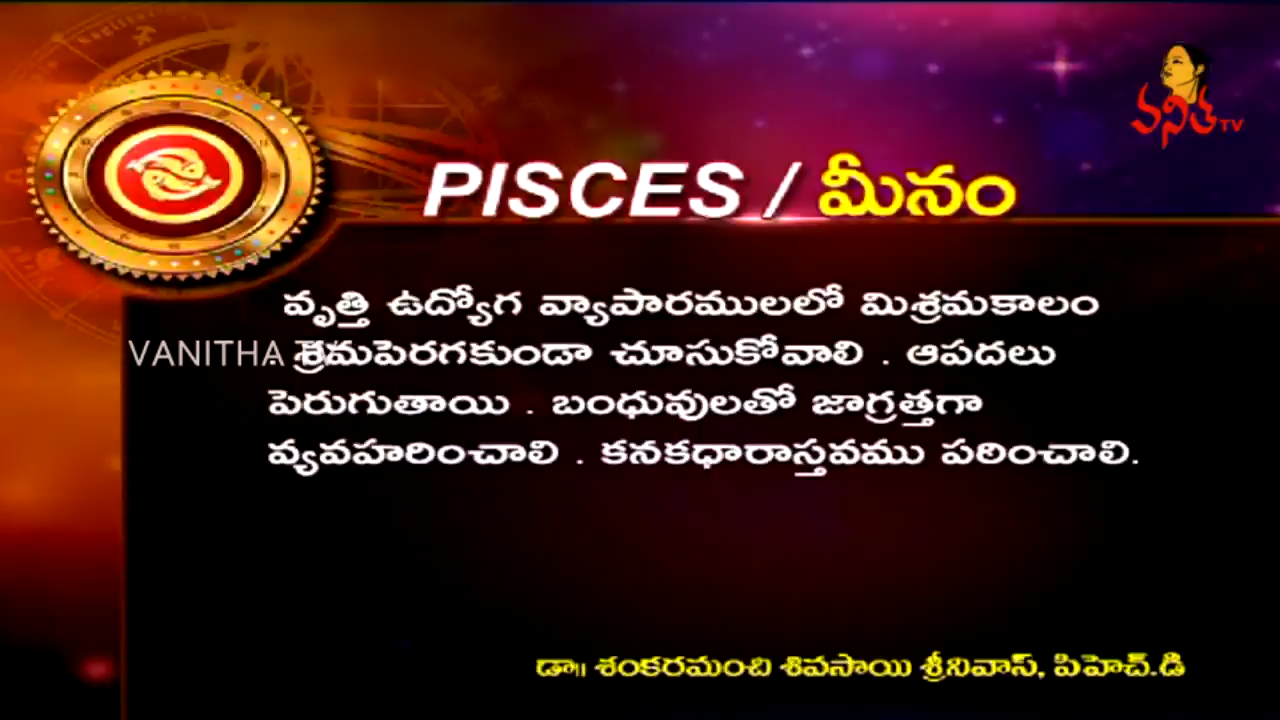 వనిత TV
PISCES / మీనం
వృత్తి ఉద్యోగ వ్యాపారములలో మిశ్రమకాలం
VANITHA TV
. శ్రమపెరగకుండా చూసుకోవాలి . ఆపదలు
పెరుగుతాయి . బంధువులతో జాగ్రత్తగా
వ్యవహరించాలి . కనకధారాస్తవము పఠించాలి.
డా॥ శంకరమంచి శివసాయి శ్రీనివాస్, పిహెచ్.డి